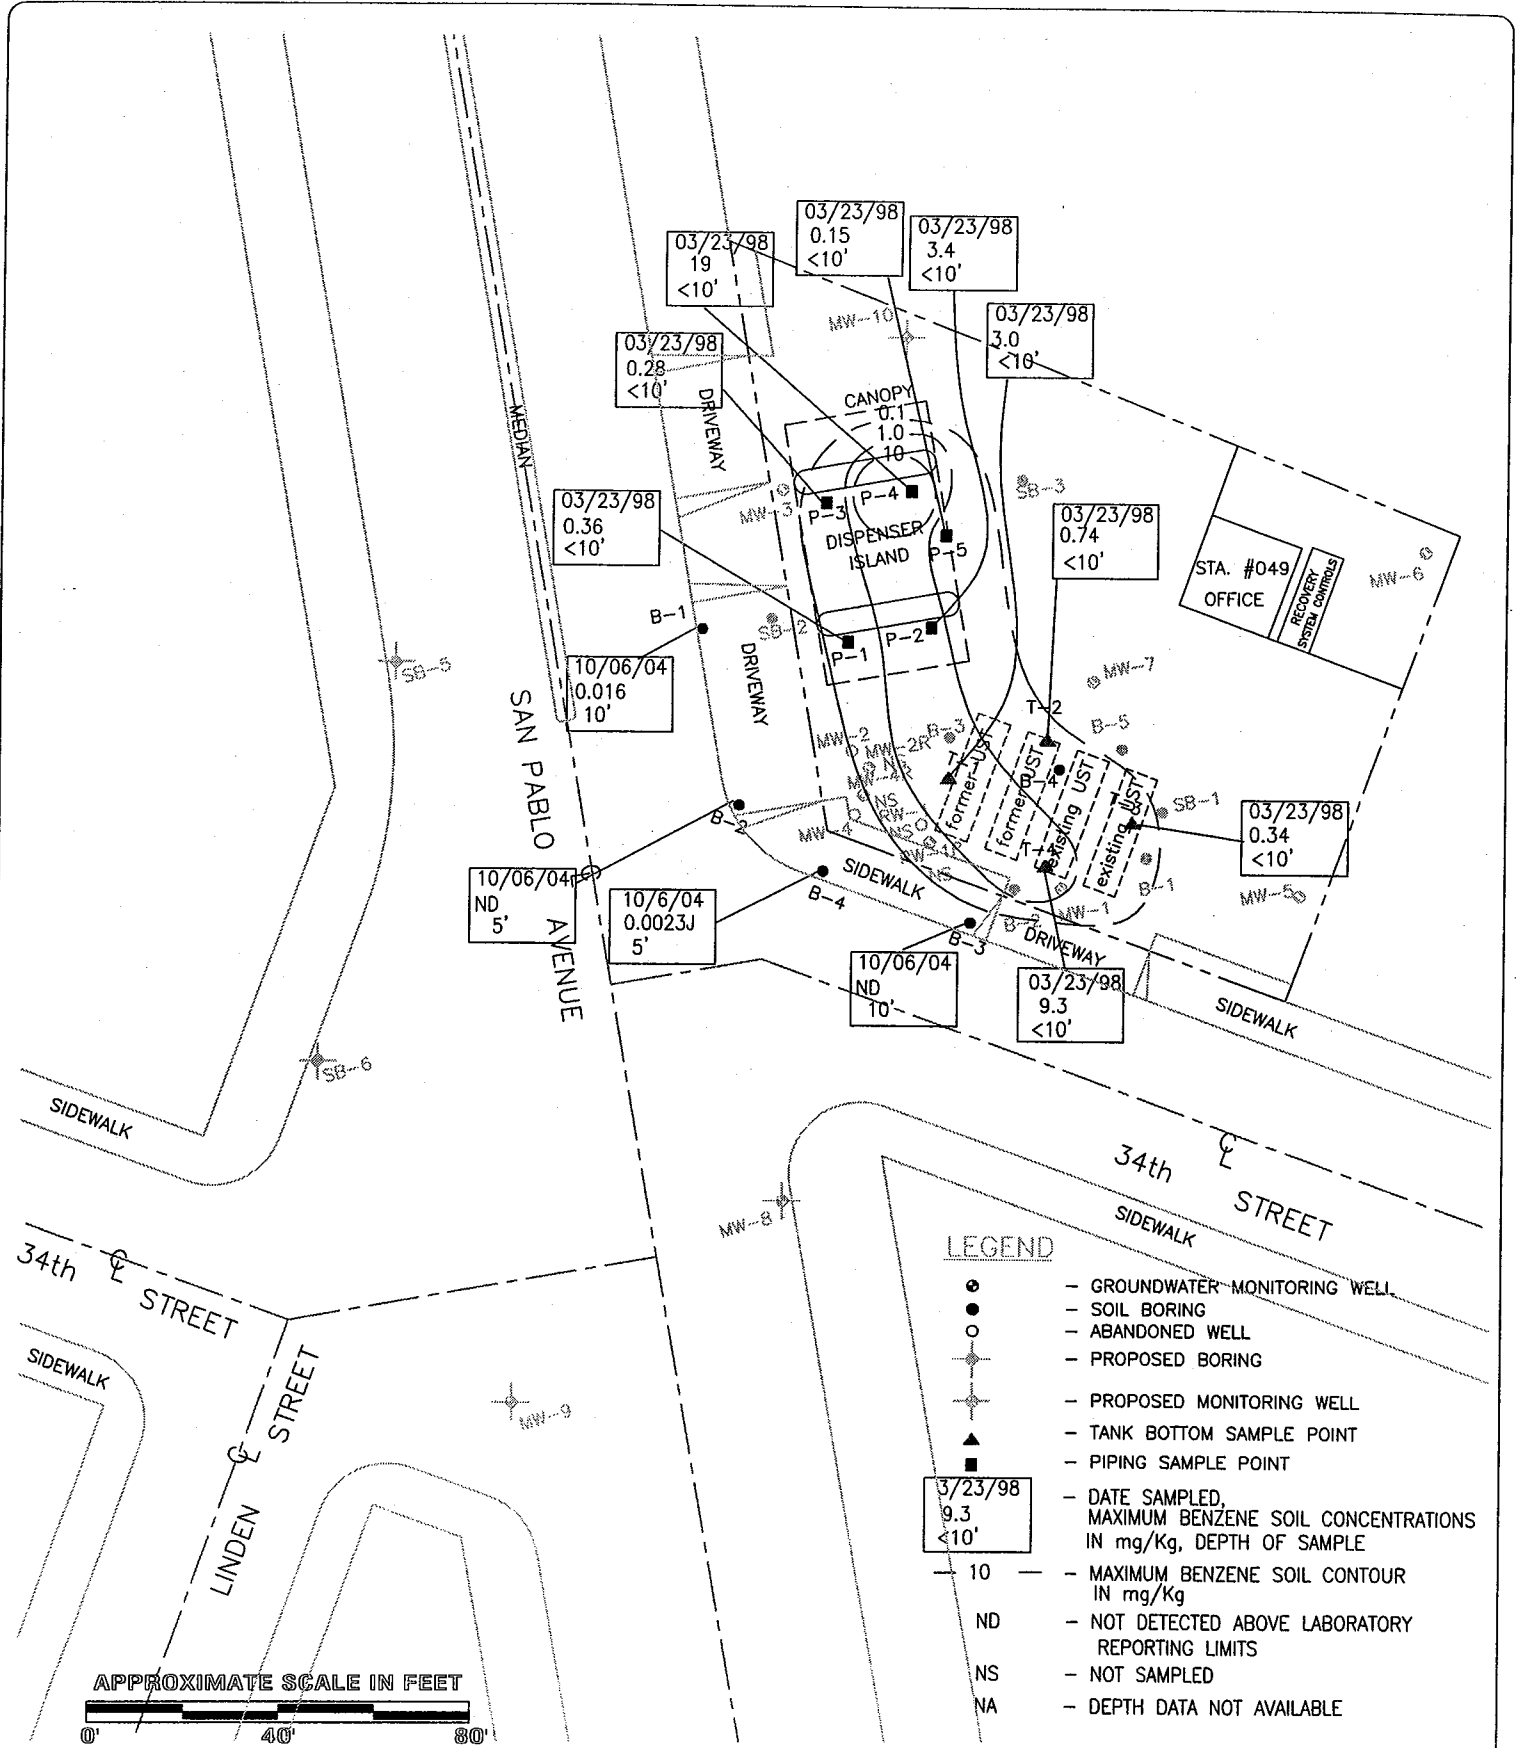 03/23/98
0.15
<10'
03/23/98
3.4
<10'
03/23/98
19
<10'
03/23/98
3.0
<10'
MW-10
03/23/98
0.28
<10'
DRIVEWAY
MEDIAN
CANOPY
0.1
1.0
10
MW-3
P-3
P-4
SB-3
DISPENSER
ISLAND
P-5
03/23/98
0.36
<10'
03/23/98
0.74
<10'
STA. #049
OFFICE
RECOVERY
SYSTEM CONTROLS
MW-6
B-1
SB-2
P-1
P-2
SB-5
10/06/04
0.016
10'
DRIVEWAY
MW-7
T-2
B-5
MW-2
MW-2R
B-3
NS
MW-4R
NS
RW-1
NS
MW-4
NS
former UST
former UST
B-4
existing UST
existing UST
T-4
SB-1
03/23/98
0.34
<10'
SAN PABLO
AVENUE
B-2
SIDEWALK
B-4
B-1
MW-5
MW-1
B-2
B-3
DRIVEWAY
10/06/04
ND
5'
10/6/04
0.0023J
5'
10/06/04
ND
10'
03/23/98
9.3
<10'
SIDEWALK
SB-6
SIDEWALK
34th
STREET
SIDEWALK
MW-8
34th
STREET
SIDEWALK
LINDEN
STREET
MW-9
LEGEND
- GROUNDWATER MONITORING WELL
- SOIL BORING
- ABANDONED WELL
- PROPOSED BORING
- PROPOSED MONITORING WELL
- TANK BOTTOM SAMPLE POINT
- PIPING SAMPLE POINT
3/23/98
9.3
<10'
- DATE SAMPLED,
MAXIMUM BENZENE SOIL CONCENTRATIONS
IN mg/Kg, DEPTH OF SAMPLE
— 10 — - MAXIMUM BENZENE SOIL CONTOUR
IN mg/Kg
ND - NOT DETECTED ABOVE LABORATORY
REPORTING LIMITS
NS - NOT SAMPLED
NA - DEPTH DATA NOT AVAILABLE
APPROXIMATE SCALE IN FEET
0' 40' 80'